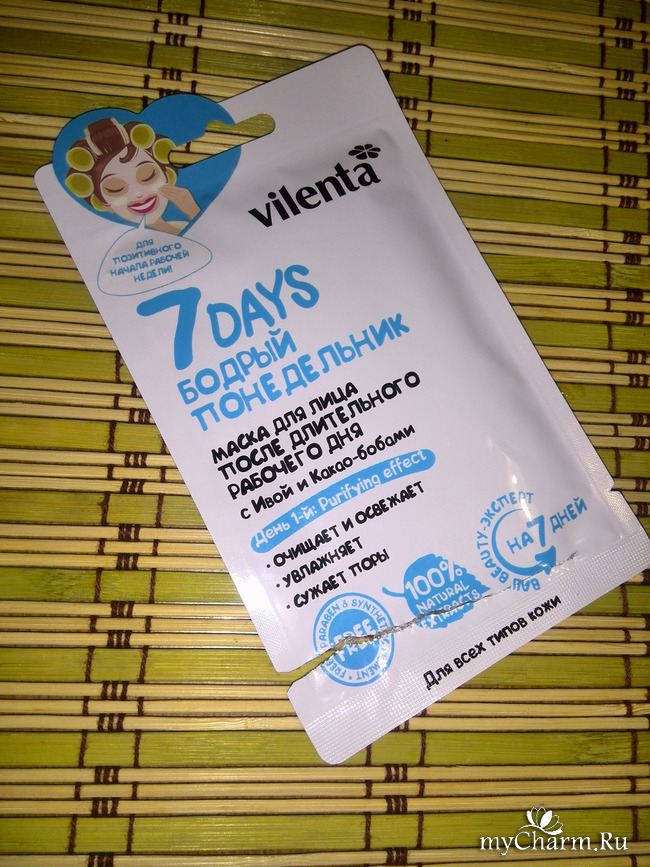 vilenta
ДЛЯ
ПОЗИТИВНОГО
НАЧАЛА РАБОЧЕЙ
НЕДЕЛИ!
7 DAYS
БОДРЫЙ
ПОНЕДЕЛЬНИК
МАСКА ДЛЯ ЛИЦА
ПОСЛЕ ДЛИТЕЛЬНОГО
РАБОЧЕГО ДНЯ
с Ивой и Какао-бобами
День 1-й: Purifying effect
• ОЧИЩАЕТ И ОСВЕЖАЕТ
• УВЛАЖНЯЕТ
• СУЖАЕТ ПОРЫ
PARABEN &
FREE
100%
NATURAL
EXTRACTS
ВАШ BEAUTY-ЭКСПЕРТ
НА 7 ДНЕЙ
Для всех типов кожи
myCharm.Ru